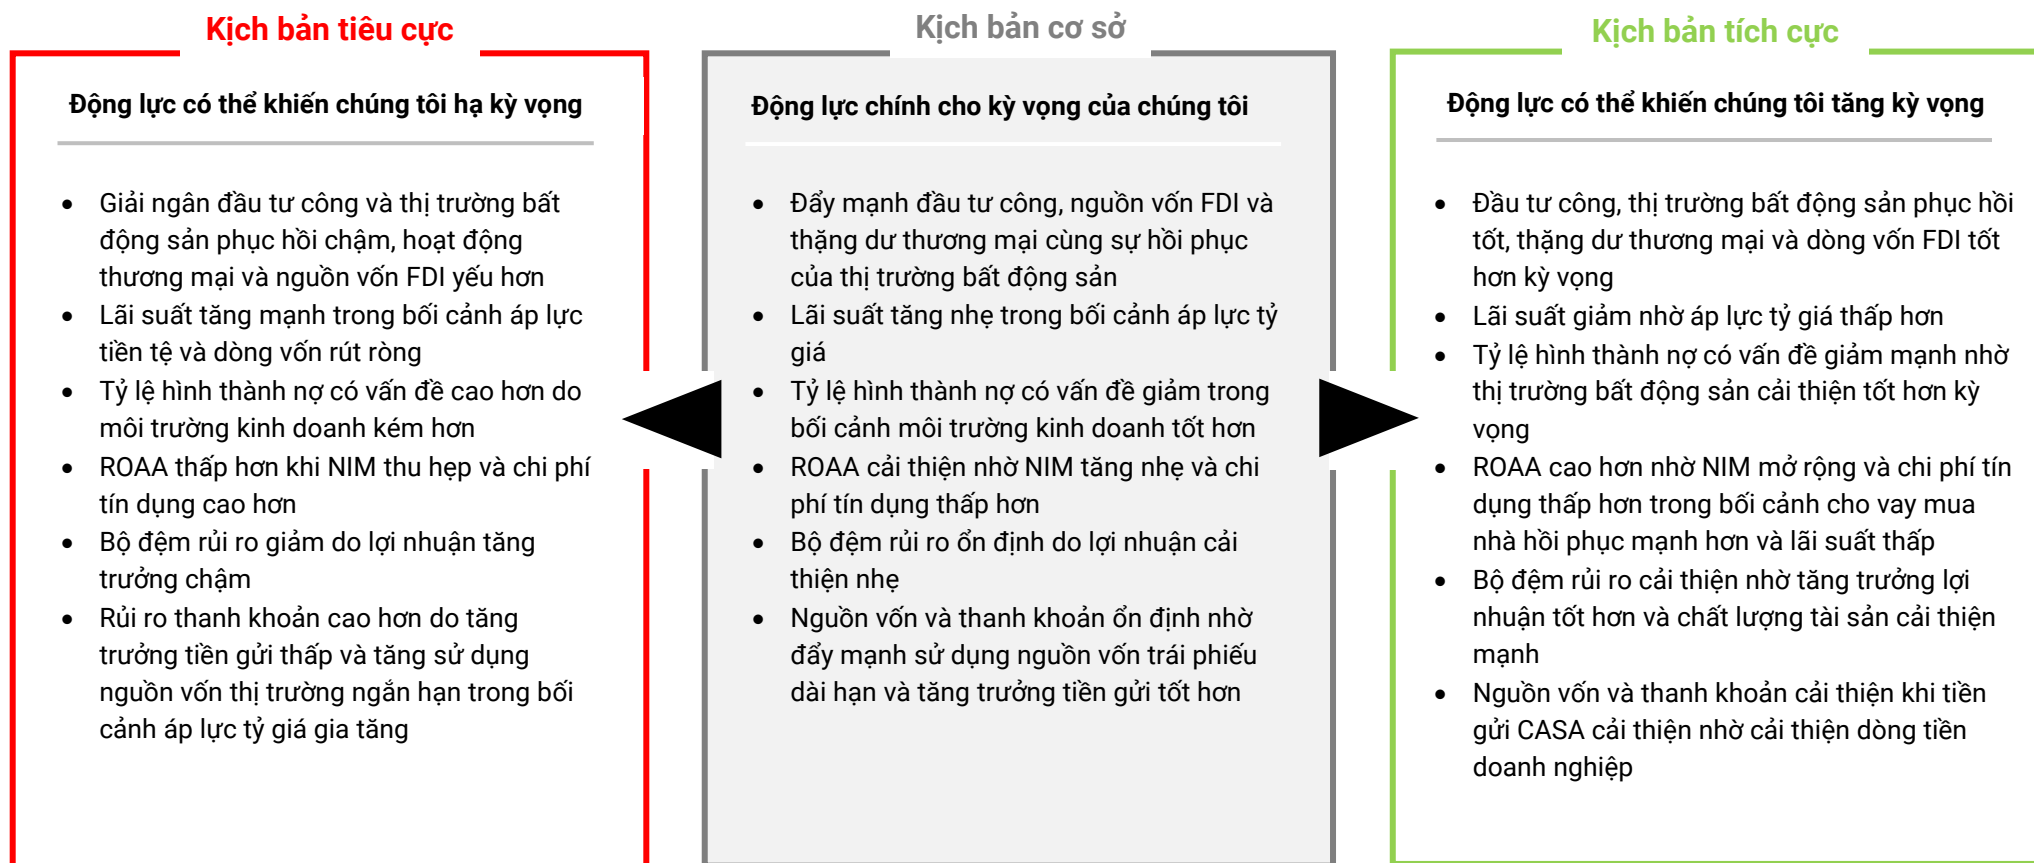 Kịch bản tiêu cực
Động lực có thể khiến chúng tôi hạ kỳ vọng
• Giải ngân đầu tư công và thị trường bất
động sản phục hồi chậm, hoạt động
thương mại và nguồn vốn FDI yếu hơn
• Lãi suất tăng mạnh trong bối cảnh áp lực
tiền tệ và dòng vốn rút ròng
• Tỷ lệ hình thành nợ có vấn đề cao hơn do
môi trường kinh doanh kém hơn
• ROAA thấp hơn khi NIM thu hẹp và chi phí
tín dụng cao hơn
• Bộ đệm rủi ro giảm do lợi nhuận tăng
trưởng chậm
• Rủi ro thanh khoản cao hơn do tăng
trưởng tiền gửi thấp và tăng sử dụng
nguồn vốn thị trường ngắn hạn trong bối
cảnh áp lực tỷ giá gia tăng
Kịch bản cơ sở
Động lực chính cho kỳ vọng của chúng tôi
• Đẩy mạnh đầu tư công, nguồn vốn FDI và
thặng dư thương mại cùng sự hồi phục
của thị trường bất động sản
• Lãi suất tăng nhẹ trong bối cảnh áp lực tỷ
giá
• Tỷ lệ hình thành nợ có vấn đề giảm trong
bối cảnh môi trường kinh doanh tốt hơn
• ROAA cải thiện nhờ NIM tăng nhẹ và chi
phí tín dụng thấp hơn
• Bộ đệm rủi ro ổn định do lợi nhuận cải
thiện nhẹ
• Nguồn vốn và thanh khoản ổn định nhờ
đẩy mạnh sử dụng nguồn vốn trái phiếu
dài hạn và tăng trưởng tiền gửi tốt hơn
Kịch bản tích cực
Động lực có thể khiến chúng tôi tăng kỳ vọng
• Đầu tư công, thị trường bất động sản phục hồi
tốt, thặng dư thương mại và dòng vốn FDI tốt
hơn kỳ vọng
• Lãi suất giảm nhờ áp lực tỷ giá thấp hơn
• Tỷ lệ hình thành nợ có vấn đề giảm mạnh nhờ
thị trường bất động sản cải thiện tốt hơn kỳ
vọng
• ROAA cao hơn nhờ NIM mở rộng và chi phí tín
dụng thấp hơn trong bối cảnh cho vay mua
nhà hồi phục mạnh hơn và lãi suất thấp
• Bộ đệm rủi ro cải thiện nhờ tăng trưởng lợi
nhuận tốt hơn và chất lượng tài sản cải thiện
mạnh
• Nguồn vốn và thanh khoản cải thiện khi tiền
gửi CASA cải thiện nhờ cải thiện dòng tiền
doanh nghiệp